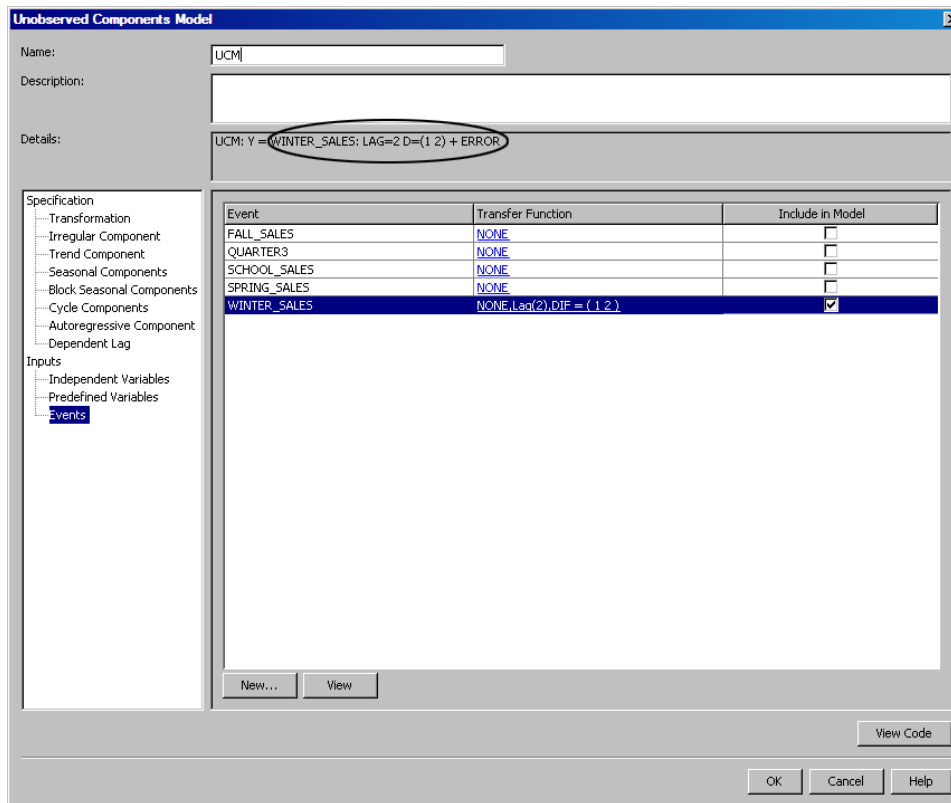 Unobserved Components Model
Name:
UCM
Description:
Details:
UCM: Y = WINTER_SALES: LAG=2 D=(1 2) + ERROR
Specification
Transformation
Irregular Component
Trend Component
Seasonal Components
Block Seasonal Components
Cycle Components
Autoregressive Component
Dependent Lag
Inputs
Independent Variables
Predefined Variables
Events
Event Transfer Function Include in Model
FALL_SALES NONE
QUARTER3 NONE
SCHOOL_SALES NONE
SPRING_SALES NONE
WINTER_SALES NONE,Lag(2),DIF = ( 1 2 )
New... View
View Code
OK Cancel Help